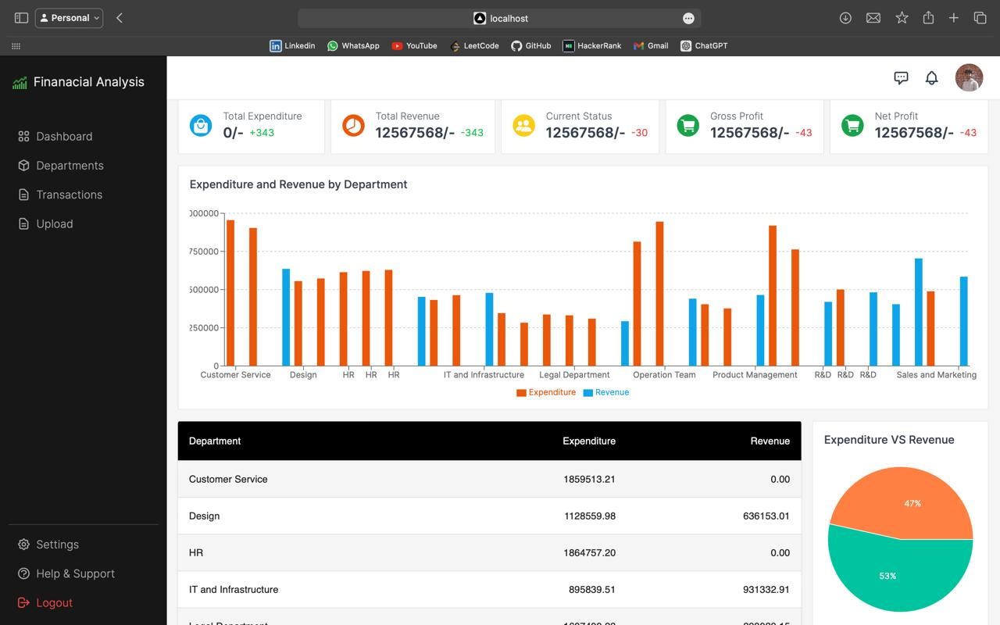 Personal
localhost
Linkedin WhatsApp YouTube LeetCode GitHub HackerRank Gmail ChatGPT
Finanacial Analysis
Dashboard
Departments
Transactions
Upload
Settings
Help & Support
Logout
Total Expenditure
0/- +343
Total Revenue
12567568/- -343
Current Status
12567568/- -30
Gross Profit
12567568/- -43
Net Profit
12567568/- -43
Expenditure and Revenue by Department
000000
750000
500000
250000
0
Customer Service Design HR HR HR IT and Infrastructure Legal Department Operation Team Product Management R&D R&D R&D Sales and Marketing
Expenditure Revenue
Department Expenditure Revenue
Customer Service 1859513.21 0.00
Design 1128559.98 636153.01
HR 1864757.20 0.00
IT and Infrastructure 895839.51 931332.91
Legal Department
Expenditure VS Revenue
47%
53%